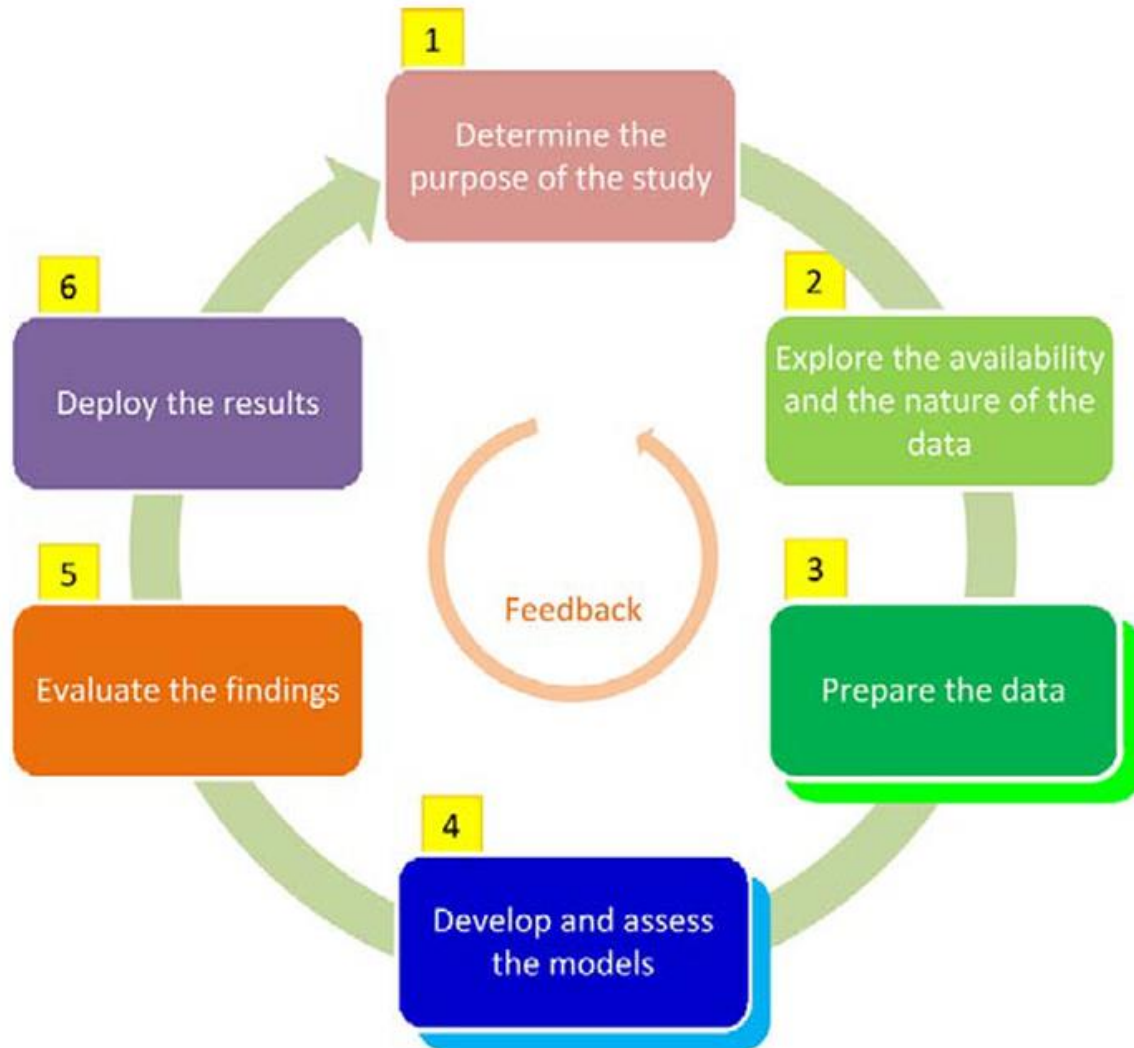 1
Determine the
purpose of the study
2
Explore the availability
and the nature of the
data
3
Prepare the data
4
Develop and assess
the models
5
Evaluate the findings
6
Deploy the results
Feedback